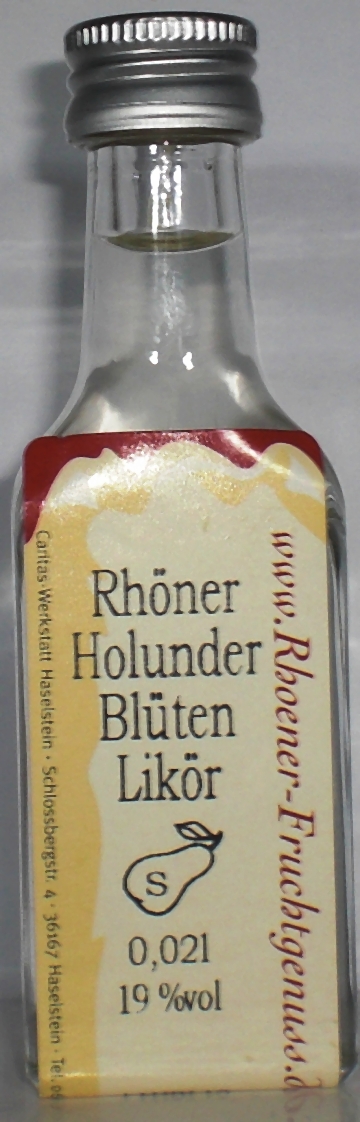 Rhöner
Holunder
Blüten
Likör
S
0,02l
19 %vol
www.Rhoener-Fruchtgenuss.d
Caritas-Werkstatt Haselstein · Schlossbergstr. 4 · 36167 Haselstein · Tel.